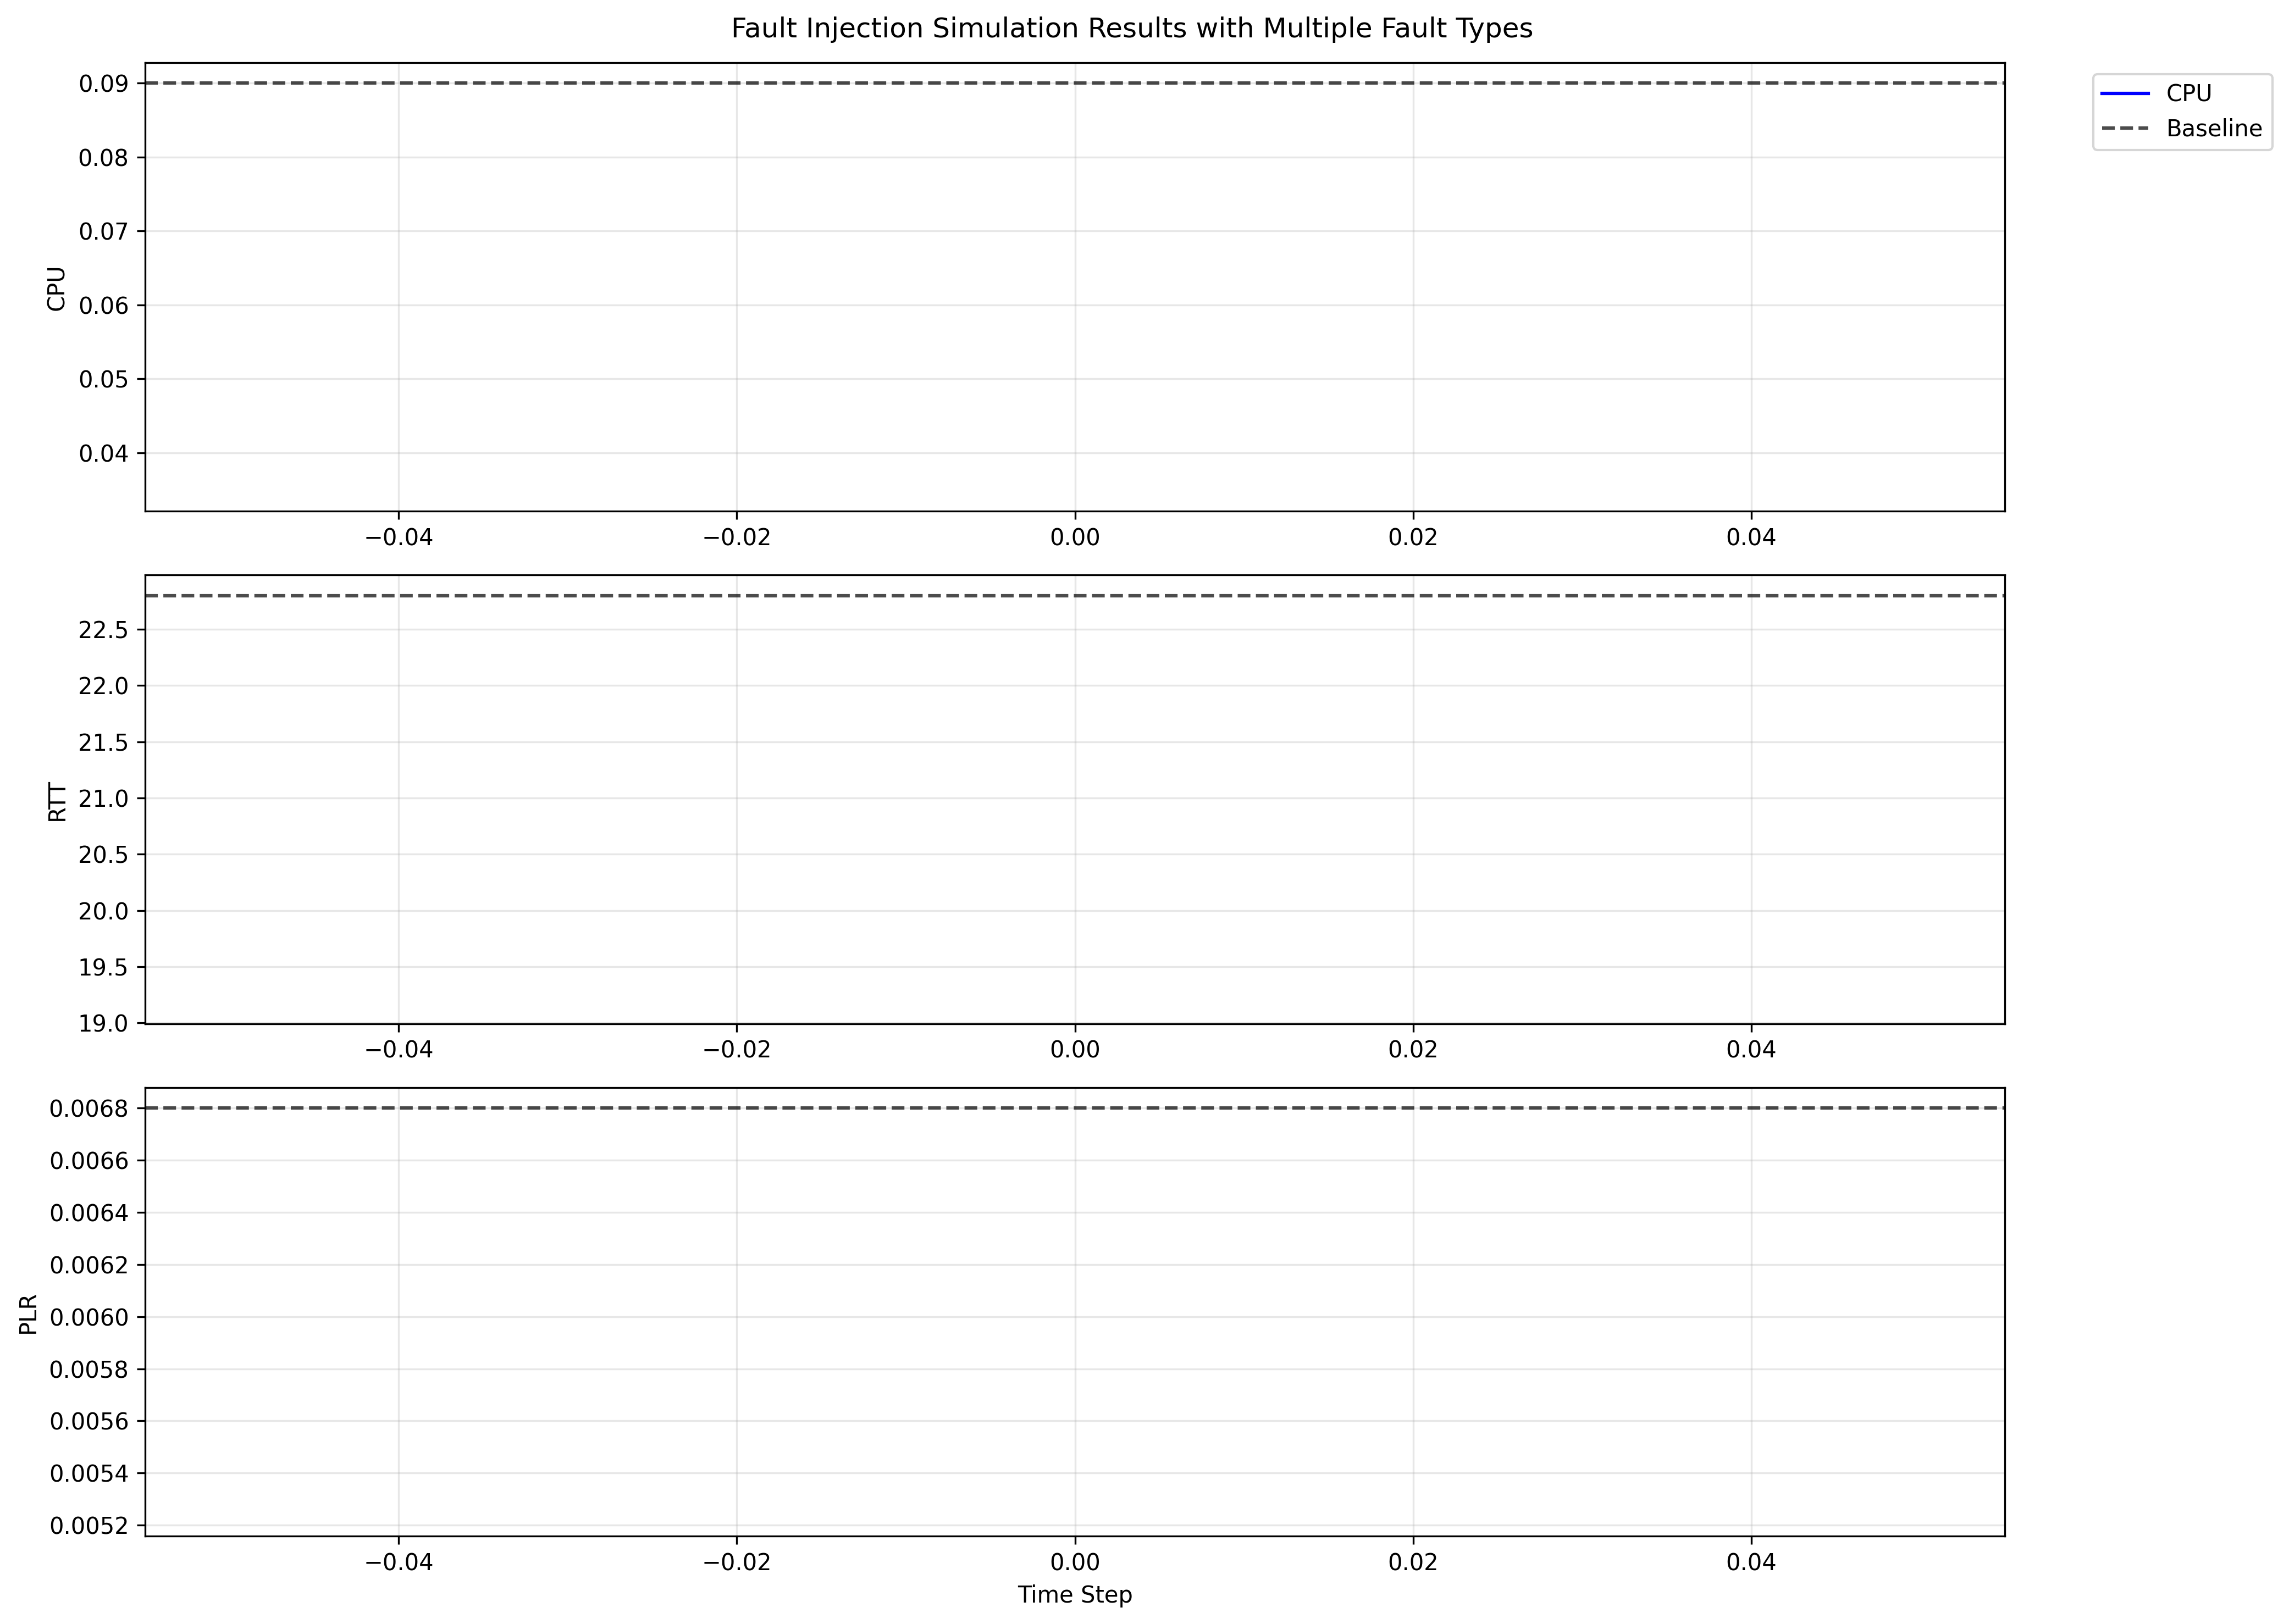 Fault Injection Simulation Results with Multiple Fault Types
CPU
Baseline
CPU
0.09
0.08
0.07
0.06
0.05
0.04
−0.04 −0.02 0.00 0.02 0.04
RTT
22.5
22.0
21.5
21.0
20.5
20.0
19.5
19.0
−0.04 −0.02 0.00 0.02 0.04
PLR
0.0068
0.0066
0.0064
0.0062
0.0060
0.0058
0.0056
0.0054
0.0052
−0.04 −0.02 0.00 0.02 0.04
Time Step